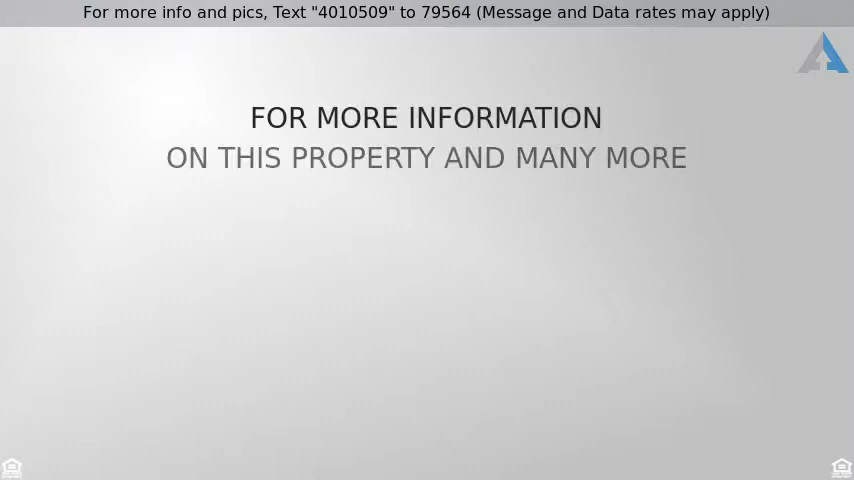 For more info and pics, Text "4010509" to 79564 (Message and Data rates may apply)
FOR MORE INFORMATION
ON THIS PROPERTY AND MANY MORE